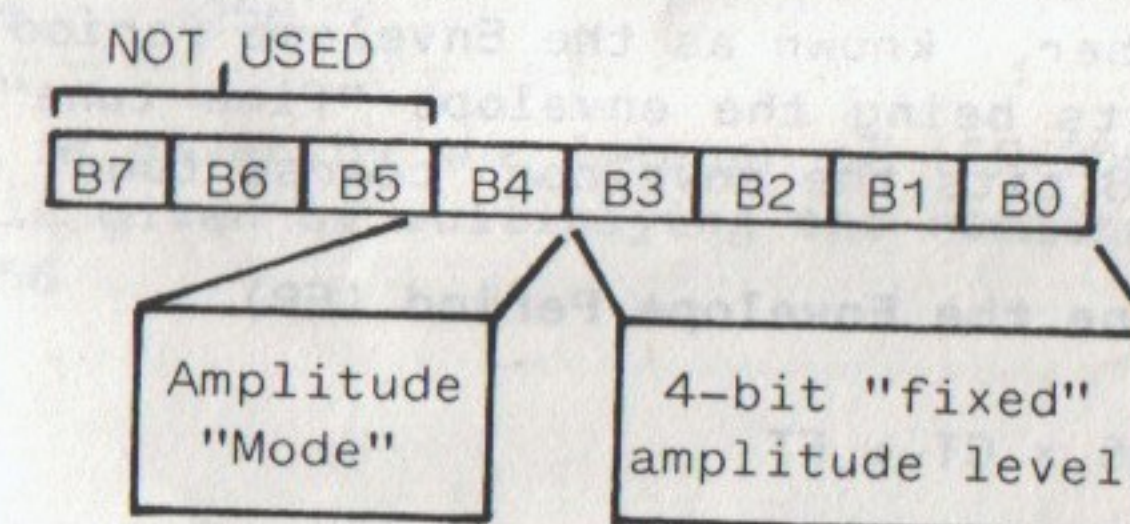 NOT USED
B7 B6 B5 B4 B3 B2 B1 B0
Amplitude
"Mode"
4-bit "fixed"
amplitude level